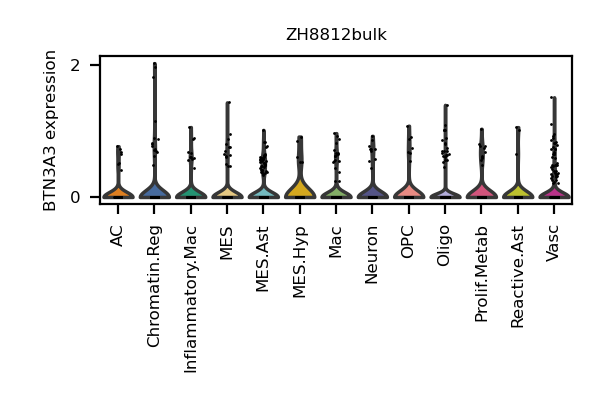 ZH8812bulk
BTN3A3 expression
2
0
AC
Chromatin.Reg
Inflammatory.Mac
MES
MES.Ast
MES.Hyp
Mac
Neuron
OPC
Oligo
Prolif.Metab
Reactive.Ast
Vasc